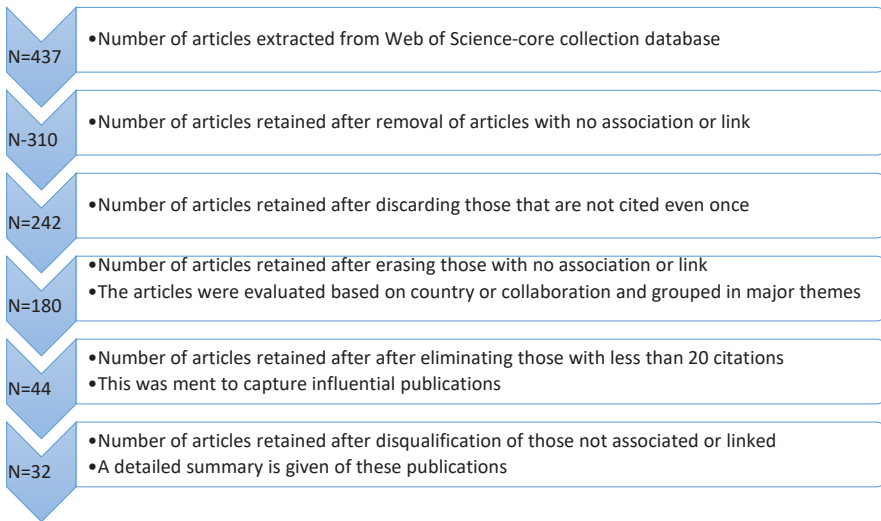 •Number of articles extracted from Web of Science-core collection database
N=437
•Number of articles retained after removal of articles with no association or link
N-310
•Number of articles retained after discarding those that are not cited even once
N=242
•Number of articles retained after erasing those with no association or link
•The articles were evaluated based on country or collaboration and grouped in major themes
N=180
•Number of articles retained after after eliminating those with less than 20 citations
•This was ment to capture influential publications
N=44
•Number of articles retained after disqualification of those not associated or linked
•A detailed summary is given of these publications
N=32